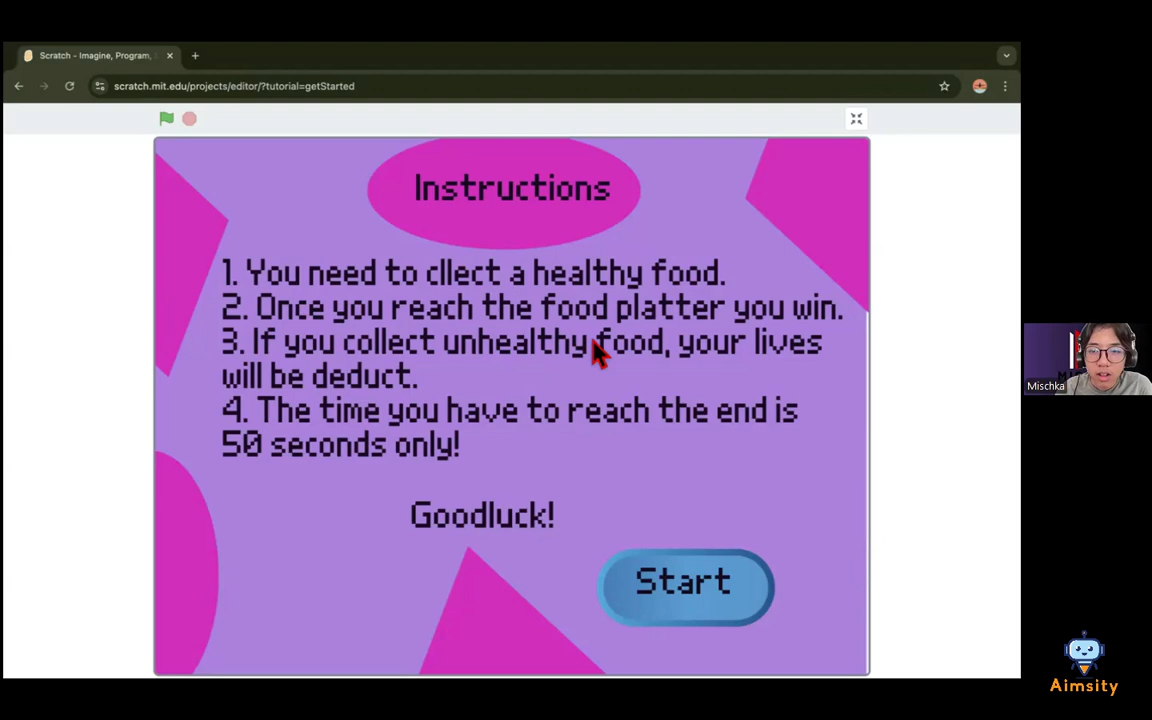 Scratch - Imagine, Program,
scratch.mit.edu/projects/editor/?tutorial=getStarted
Instructions
1. You need to cllect a healthy food.
2. Once you reach the food platter you win.
3. If you collect unhealthy food, your lives
will be deduct.
4. The time you have to reach the end is
50 seconds only!
Goodluck!
Start
Mischka
Aimsity